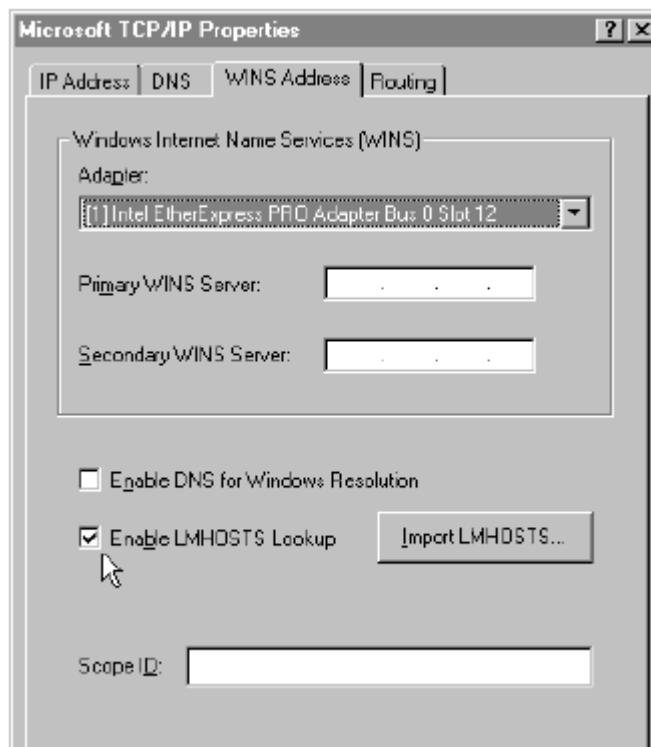 Microsoft TCP/IP Properties
IP Address DNS WINS Address Routing
Windows Internet Name Services (WINS)
Adapter:
[1] Intel EtherExpress PRO Adapter Bus 0 Slot 12
Primary WINS Server:
Secondary WINS Server:
Enable DNS for Windows Resolution
Enable LMHOSTS Lookup Import LMHOSTS...
Scope ID: